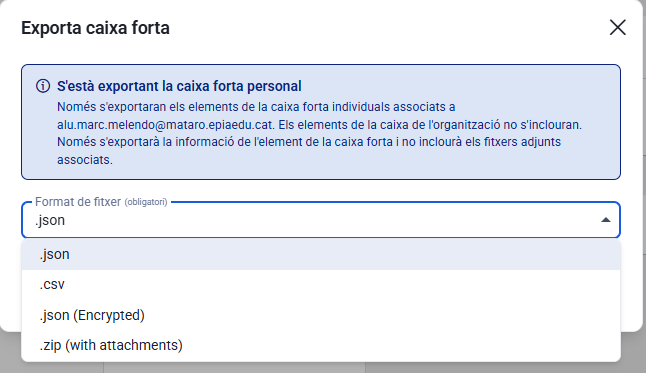 Exporta caixa forta
S'està exportant la caixa forta personal
Només s'exportaran els elements de la caixa forta individuals associats a
alu.marc.melendo@mataro.epiaedu.cat. Els elements de la caixa de l'organització no s'inclouran.
Només s'exportarà la informació de l'element de la caixa forta i no inclourà els fitxers adjunts
associats.
Format de fitxer (obligatori)
.json
.json
.csv
.json (Encrypted)
.zip (with attachments)